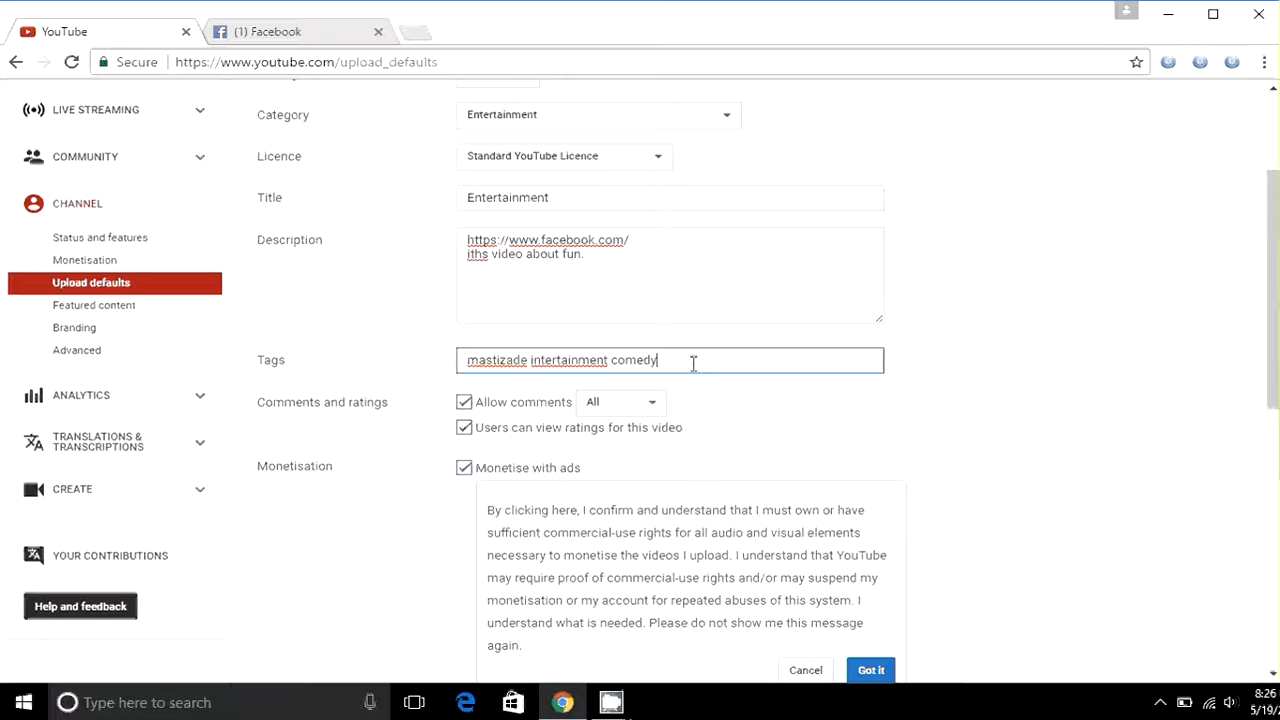 YouTube
(1) Facebook
Secure https://www.youtube.com/upload_defaults
LIVE STREAMING
Category Entertainment
COMMUNITY
Licence Standard YouTube Licence
CHANNEL
Title Entertainment
Status and features
Description https://www.facebook.com/
iths video about fun.
Monetisation
Upload defaults
Featured content
Branding
Advanced
Tags mastizade intertainment comedy
ANALYTICS
Comments and ratings Allow comments All
Users can view ratings for this video
TRANSLATIONS &
TRANSCRIPTIONS
Monetisation Monetise with ads
CREATE
By clicking here, I confirm and understand that I must own or have
sufficient commercial-use rights for all audio and visual elements
necessary to monetise the videos I upload. I understand that YouTube
may require proof of commercial-use rights and/or may suspend my
monetisation or my account for repeated abuses of this system. I
understand what is needed. Please do not show me this message
again.
YOUR CONTRIBUTIONS
Help and feedback
Cancel Got it
Type here to search
8:26
5/19/2